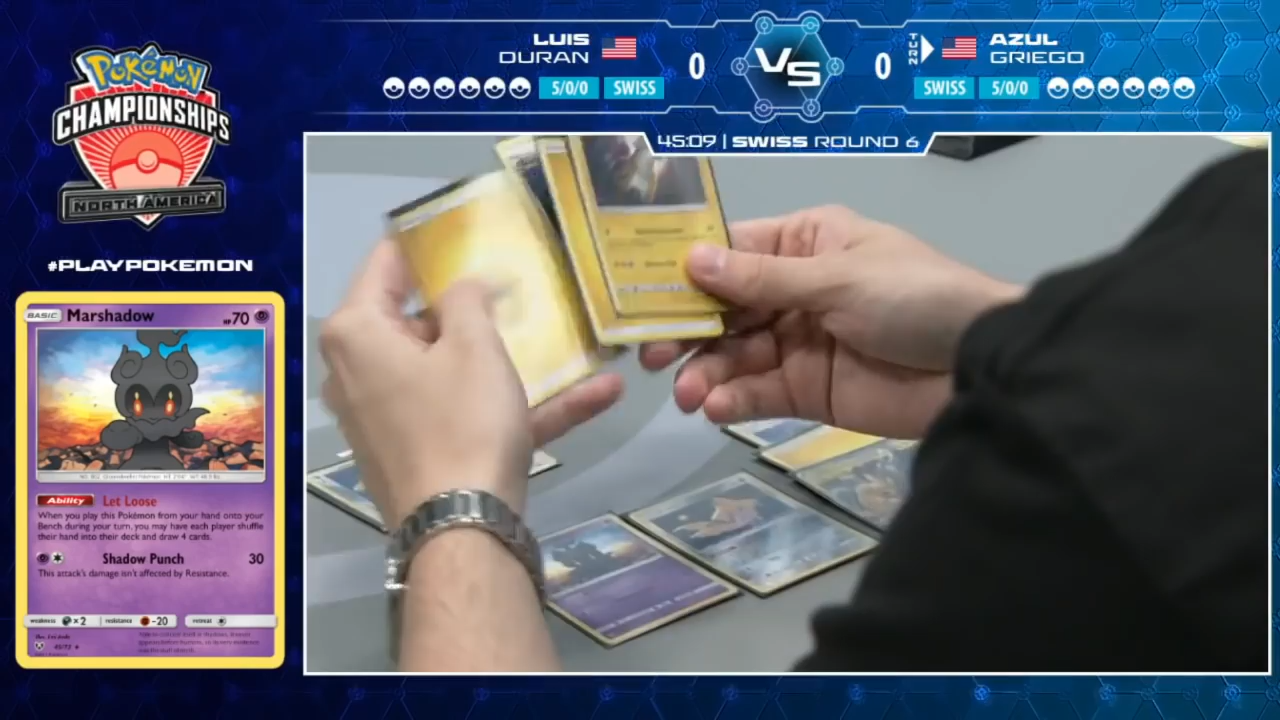 LUIS
DURAN
0
VS
0
TURN
AZUL
GRIEGO
5/0/0
SWISS
SWISS
5/0/0
45:09 | SWISS ROUND 6
POKéMON
CHAMPIONSHIPS
NORTH AMERICA
#PLAYPOKEMON
BASIC Marshadow HP70
Ability Let Loose
When you play this Pokémon from your hand onto your
Bench during your turn, you may have each player shuffle
their hand into their deck and draw 4 cards.
Shadow Punch 30
This attack's damage isn't affected by Resistance.
weakness ×2 resistance -20 retreat